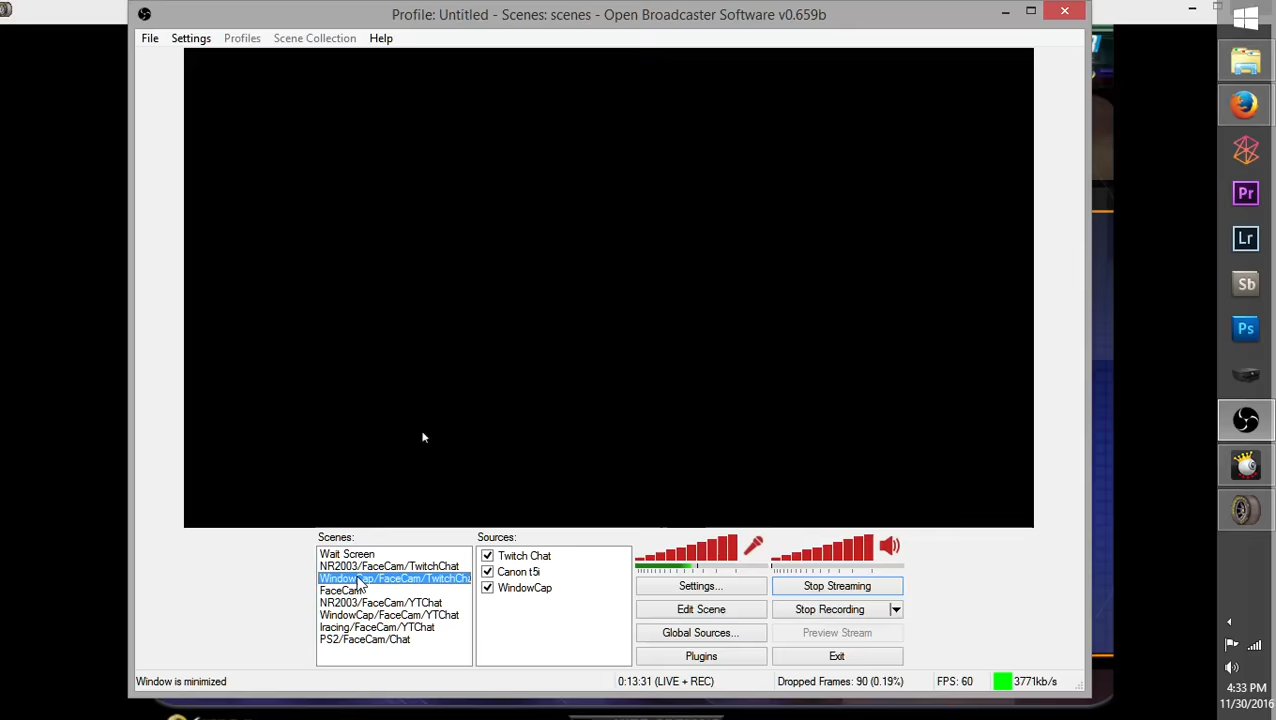 Profile: Untitled - Scenes: scenes - Open Broadcaster Software v0.659b
File Settings Profiles Scene Collection Help
Scenes:
Wait Screen
NR2003/FaceCam/TwitchChat
WindowCap/FaceCam/TwitchCha
FaceCam
NR2003/FaceCam/YTChat
WindowCap/FaceCam/YTChat
Iracing/FaceCam/YTChat
PS2/FaceCam/Chat
Sources:
Twitch Chat
Canon t5i
WindowCap
Settings...
Stop Streaming
Edit Scene
Stop Recording
Global Sources...
Preview Stream
Plugins
Exit
Window is minimized
0:13:31 (LIVE + REC)
Dropped Frames: 90 (0.19%)
FPS: 60
3771kb/s
Pr
Lr
Sb
Ps
4:33 PM
11/30/2016